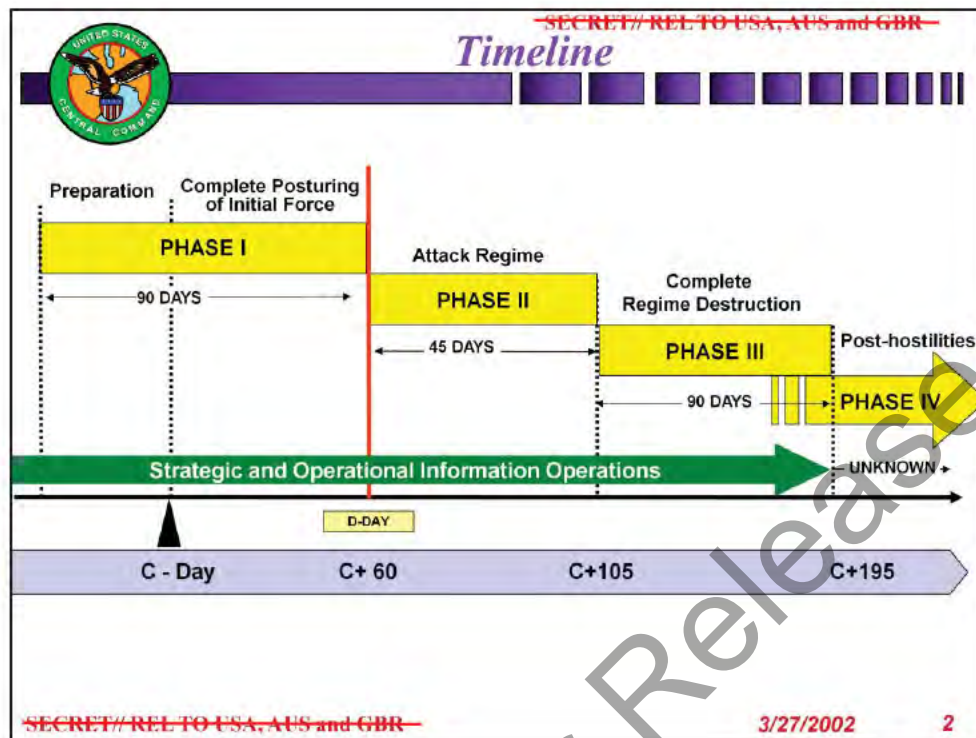 SECRET// REL TO USA, AUS and GBR
Timeline
UNITED STATES
CENTRAL COMMAND
Preparation
Complete Posturing
of Initial Force
PHASE I
90 DAYS
Attack Regime
PHASE II
45 DAYS
Complete
Regime Destruction
PHASE III
90 DAYS
Post-hostilities
PHASE IV
UNKNOWN
Strategic and Operational Information Operations
D-DAY
C - Day
C+ 60
C+105
C+195
Release
SECRET// REL TO USA, AUS and GBR
3/27/2002
2